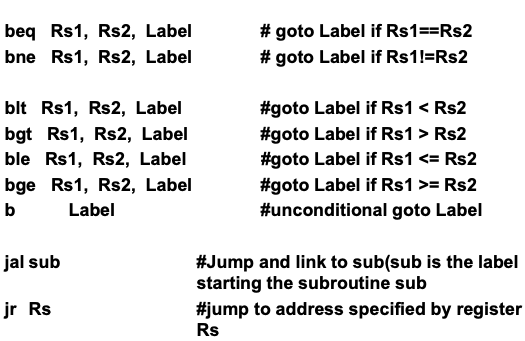 beq Rs1, Rs2, Label # goto Label if Rs1==Rs2
bne Rs1, Rs2, Label # goto Label if Rs1!=Rs2
blt Rs1, Rs2, Label #goto Label if Rs1 < Rs2
bgt Rs1, Rs2, Label #goto Label if Rs1 > Rs2
ble Rs1, Rs2, Label #goto Label if Rs1 <= Rs2
bge Rs1, Rs2, Label #goto Label if Rs1 >= Rs2
b Label #unconditional goto Label
jal sub #Jump and link to sub(sub is the label
starting the subroutine sub
jr Rs #jump to address specified by register
Rs